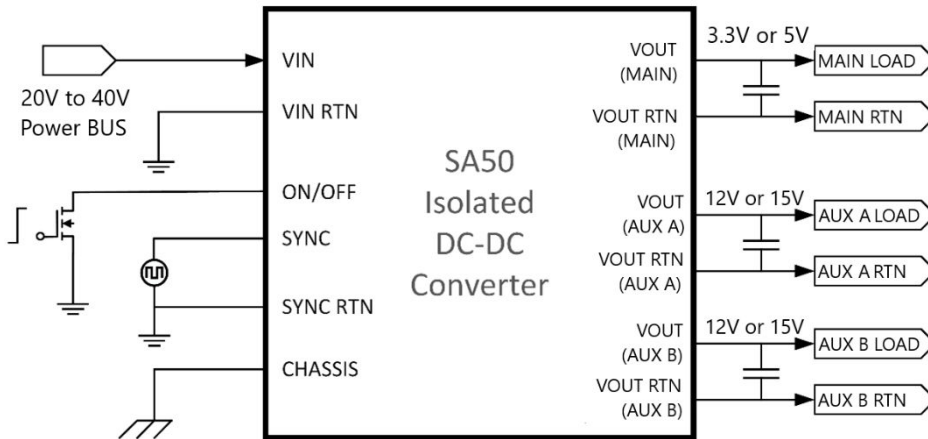 20V to 40V
Power BUS
VIN
VIN RTN
ON/OFF
SYNC
SYNC RTN
CHASSIS
SA50
Isolated
DC-DC
Converter
VOUT
(MAIN)
VOUT RTN
(MAIN)
VOUT
(AUX A)
VOUT RTN
(AUX A)
VOUT
(AUX B)
VOUT RTN
(AUX B)
3.3V or 5V
MAIN LOAD
MAIN RTN
12V or 15V
AUX A LOAD
AUX A RTN
12V or 15V
AUX B LOAD
AUX B RTN